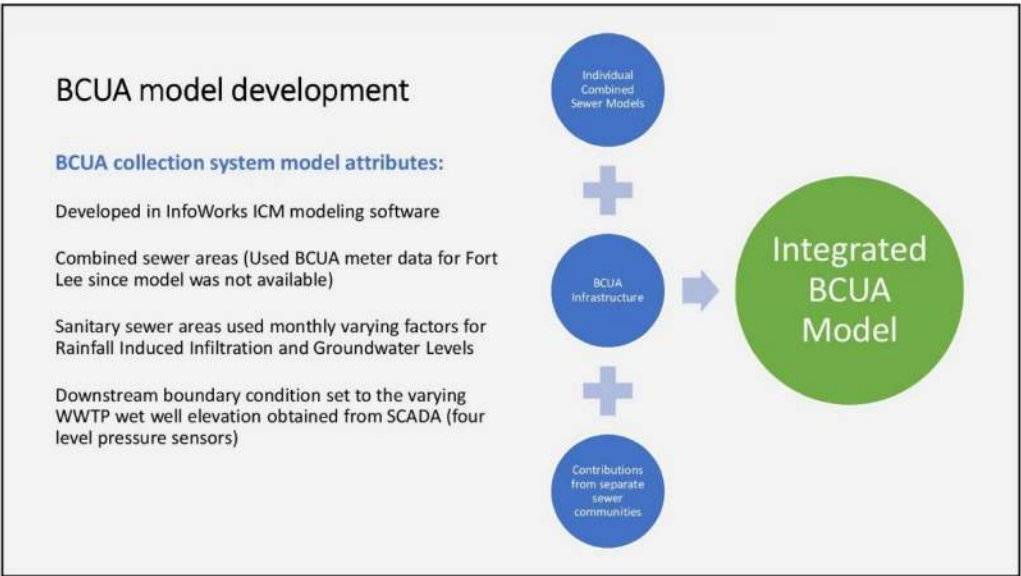 BCUA model development
BCUA collection system model attributes:
Developed in InfoWorks ICM modeling software
Combined sewer areas (Used BCUA meter data for Fort
Lee since model was not available)
Sanitary sewer areas used monthly varying factors for
Rainfall Induced Infiltration and Groundwater Levels
Downstream boundary condition set to the varying
WWTP wet well elevation obtained from SCADA (four
level pressure sensors)
Individual
Combined
Sewer Models
BCUA
Infrastructure
Contributions
from separate
sewer
communities
Integrated
BCUA
Model